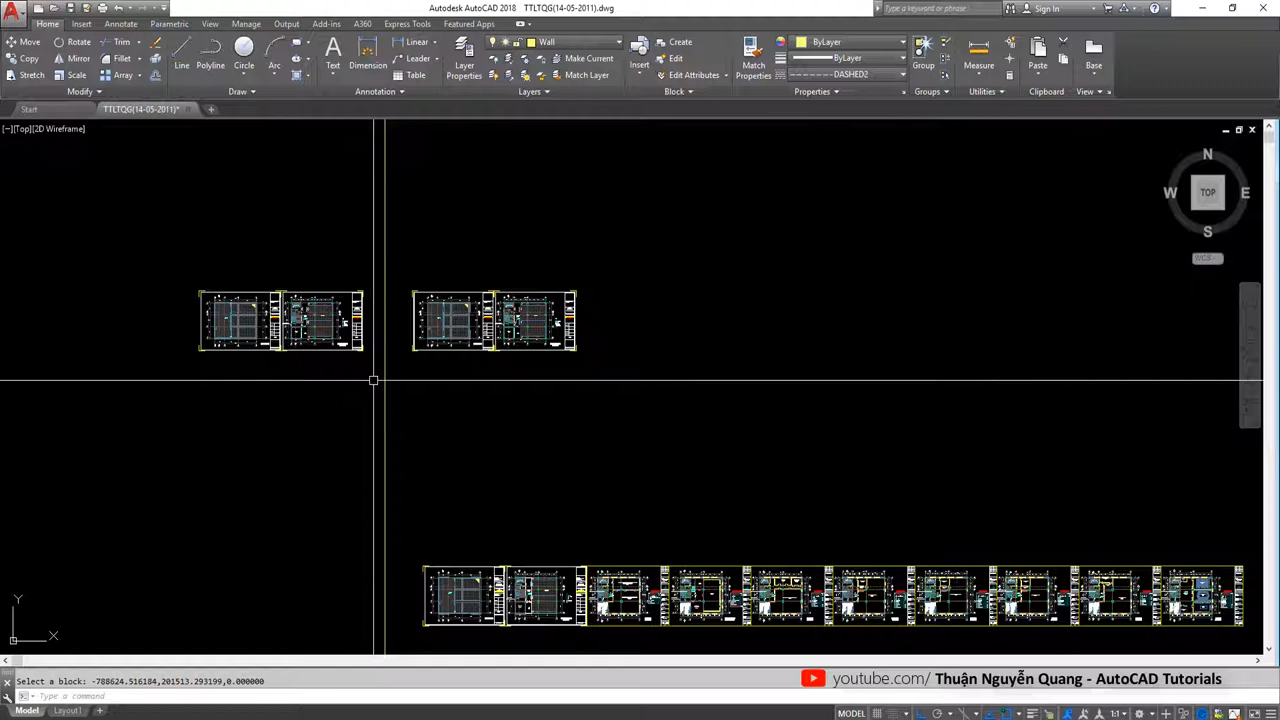 Autodesk AutoCAD 2018 TTLTQG(14-05-2011).dwg
Type a keyword or phrase
Sign In
Home Insert Annotate Parametric View Manage Output Add-ins A360 Express Tools Featured Apps
Move Rotate Trim
Copy Mirror Fillet
Stretch Scale Array
Modify
Line Polyline Circle Arc
Draw
Text Dimension
Linear
Leader
Table
Annotation
Layer Properties
Wall
Make Current
Match Layer
Layers
Insert
Create
Edit
Edit Attributes
Block
Match Properties
ByLayer
ByLayer
DASHED2
Properties
Group
Groups
Measure
Utilities
Paste
Clipboard
Base
View
Start TTLTQG(14-05-2011)*
[−][Top][2D Wireframe]
N
W TOP E
S
WCS
Y
X
Select a block: -788624.516184,201513.293199,0.000000
Type a command
youtube.com/ Thuận Nguyễn Quang - AutoCAD Tutorials
Model Layout1 +
MODEL 1:1